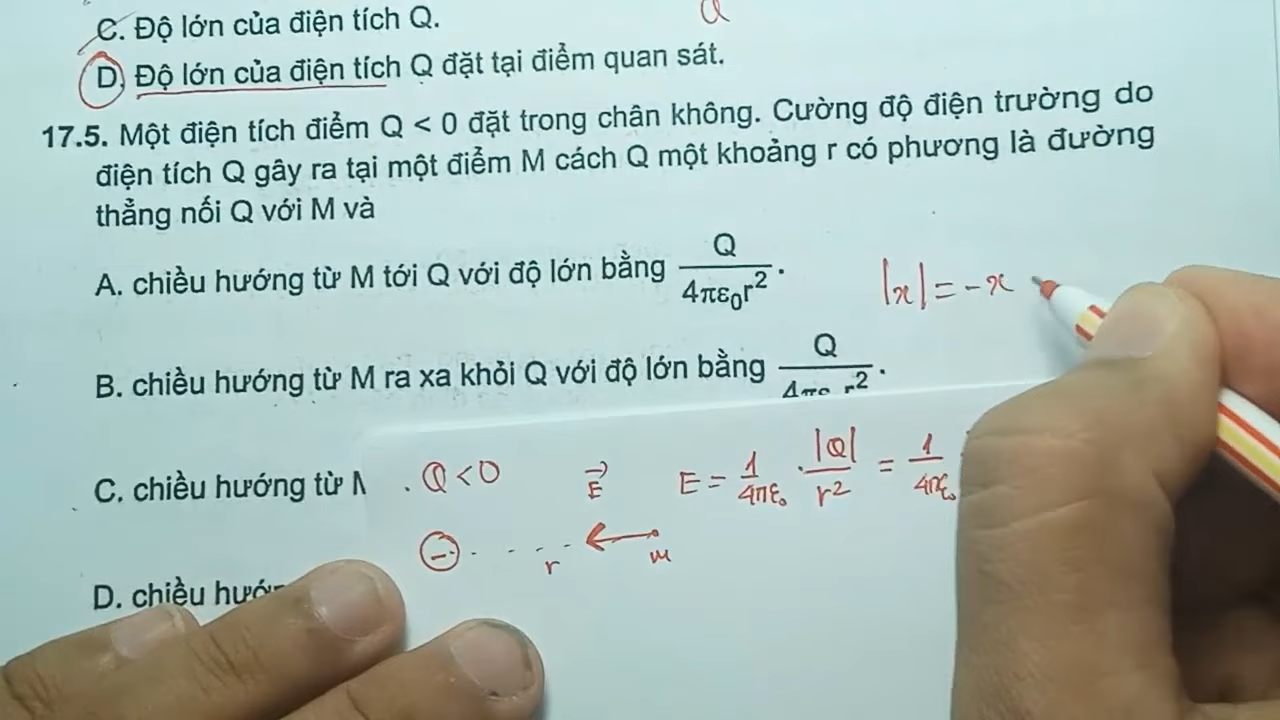 C. Độ lớn của điện tích Q.
D. Độ lớn của điện tích Q đặt tại điểm quan sát.
17.5. Một điện tích điểm Q < 0 đặt trong chân không. Cường độ điện trường do
điện tích Q gây ra tại một điểm M cách Q một khoảng r có phương là đường
thẳng nối Q với M và
A. chiều hướng từ M tới Q với độ lớn bằng Q/4πε₀r².
|x| = -x
B. chiều hướng từ M ra xa khỏi Q với độ lớn bằng Q/4πε₀r².
C. chiều hướng từ
. Q < 0 E⃗ E = 1/4πε₀ . |Q|/r² = 1/4πε₀
(-) . . . . r M
D. chiều